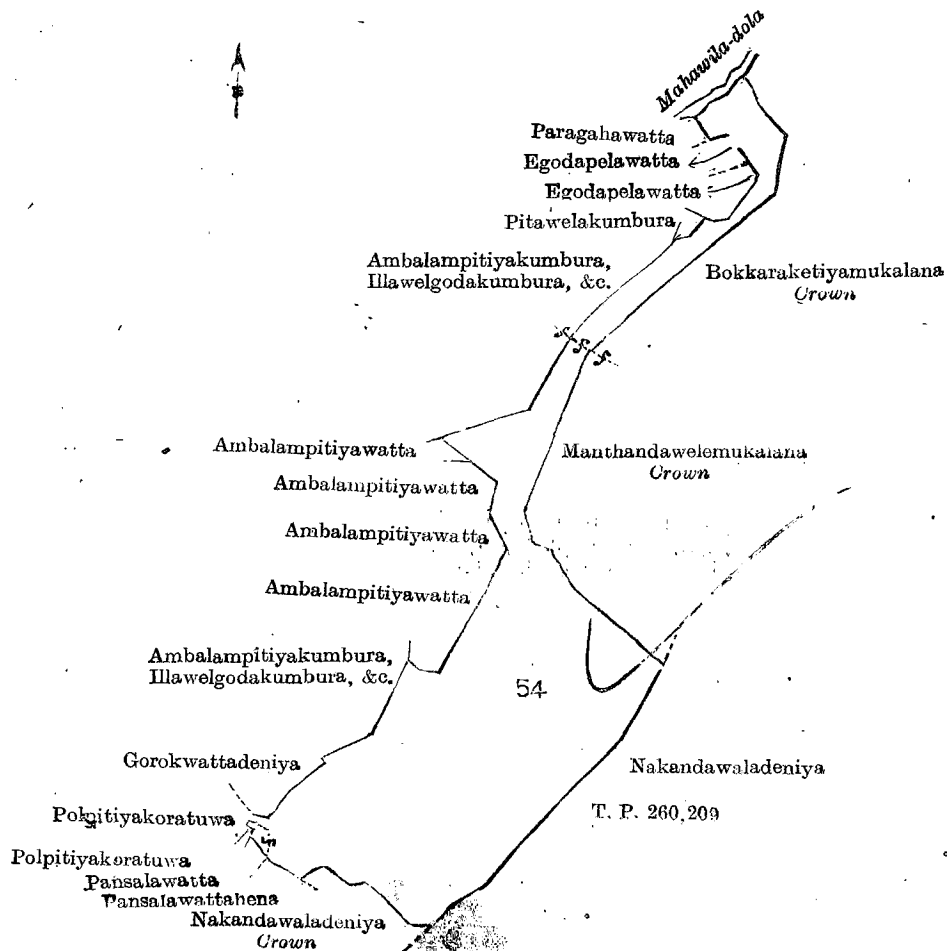 Mahawila-dola
Paragahawatta
Egodapelawatta
Egodapelawatta
Pitawelakumbura
Ambalampitiyakumbura,
Illawelgodakumbura, &c.
Bokkaraketiyamukalana
Crown
Ambalampitiyawatta
Manthandawelemukalana
Crown
Ambalampitiyawatta
Ambalampitiyawatta
Ambalampitiyawatta
Ambalampitiyakumbura,
Illawelgodakumbura, &c.
54
Gorokwattadeniya
Nakandawaladeniya
T. P. 260,209
Polpitiyakoratuwa
Polpitiyakoratuwa
Pansalawatta
Pansalawattahena
Nakandawaladeniya
Crown